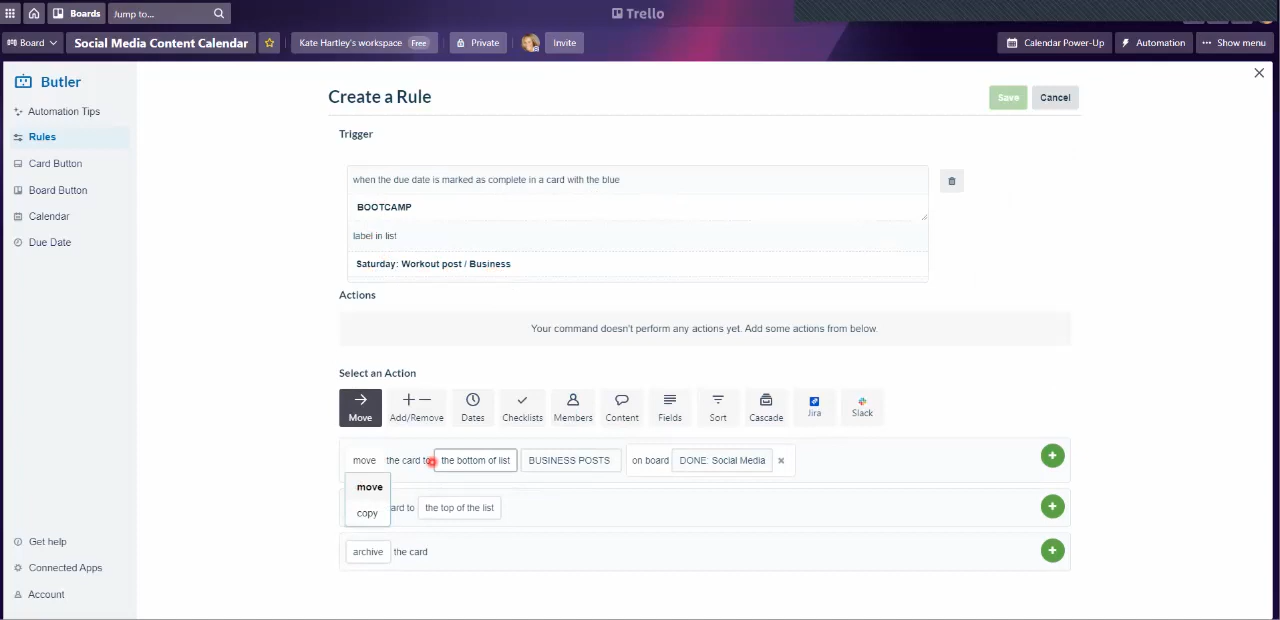 Boards
Jump to...
Trello
Board
Social Media Content Calendar
Kate Hartley's workspace Free
Private
Invite
Calendar Power-Up
Automation
Show menu
Butler
Automation Tips
Rules
Card Button
Board Button
Calendar
Due Date
Get help
Connected Apps
Account
Create a Rule
Save
Cancel
Trigger
when the due date is marked as complete in a card with the blue
BOOTCAMP
label in list
Saturday: Workout post / Business
Actions
Your command doesn't perform any actions yet. Add some actions from below.
Select an Action
Move
Add/Remove
Dates
Checklists
Members
Content
Fields
Sort
Cascade
Jira
Slack
move the card to the bottom of list BUSINESS POSTS on board DONE: Social Media
move
copy
ard to the top of the list
archive the card